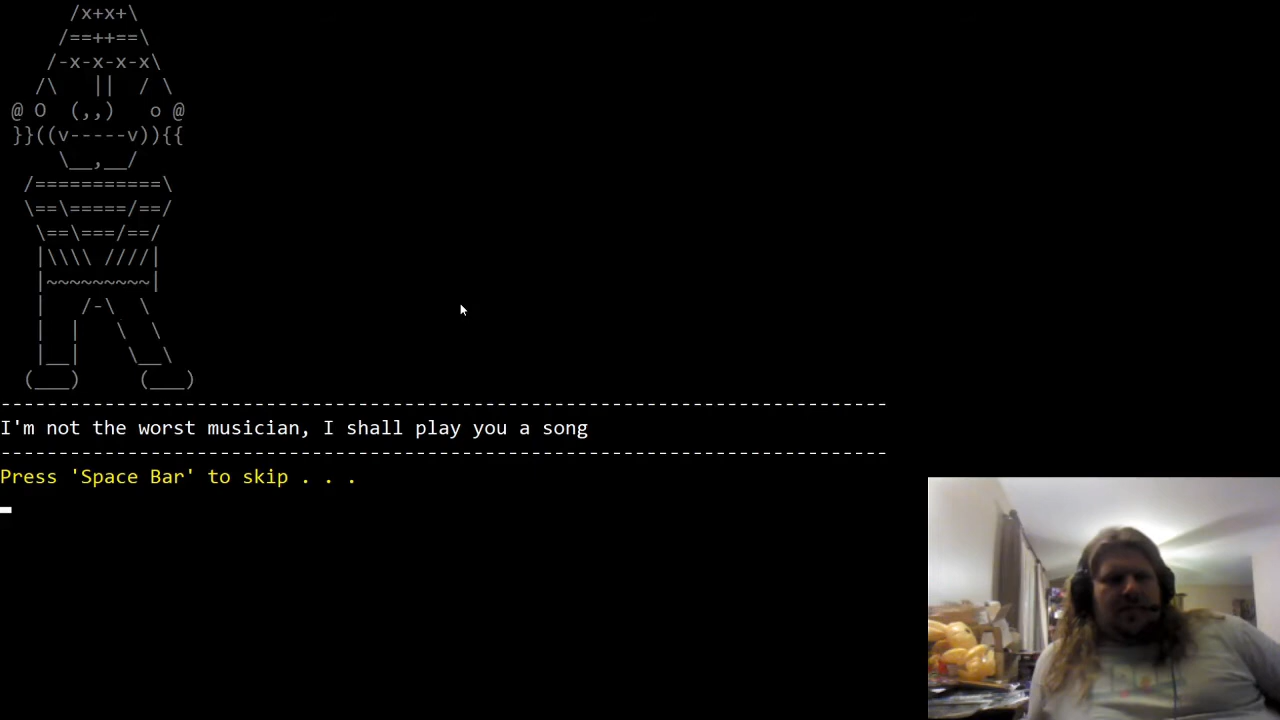 I'm not the worst musician, I shall play you a song
Press 'Space Bar' to skip . . .